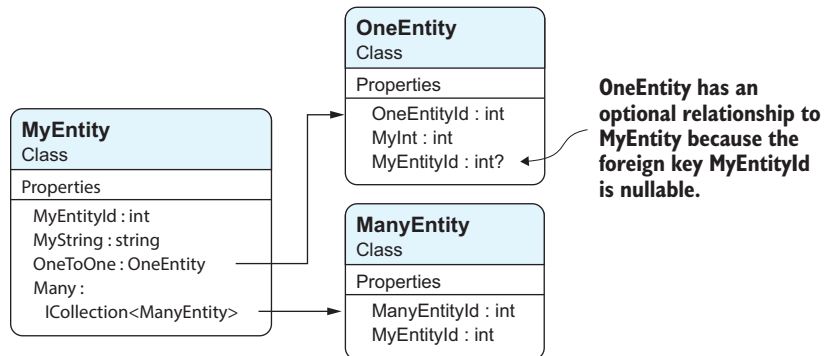 OneEntity
Class
Properties
OneEntityId : int
MyInt : int
MyEntityId : int?
OneEntity has an
optional relationship to
MyEntity because the
foreign key MyEntityId
is nullable.
MyEntity
Class
Properties
MyEntityId : int
MyString : string
OneToOne : OneEntity
Many :
ICollection<ManyEntity>
ManyEntity
Class
Properties
ManyEntityId : int
MyEntityId : int